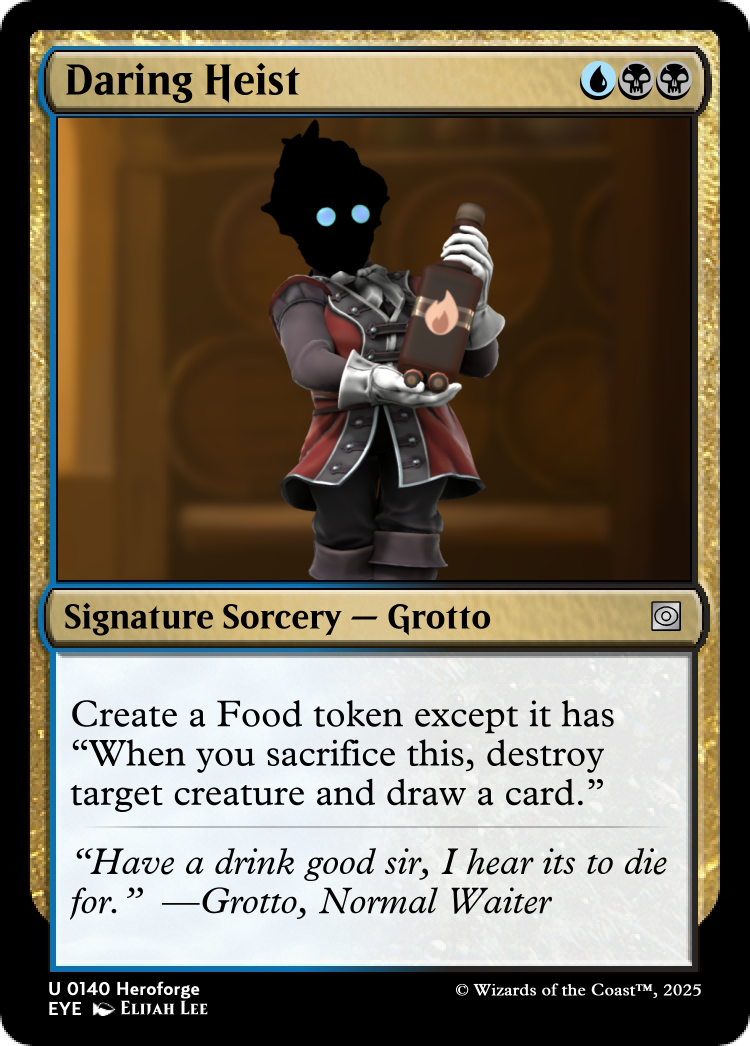 Daring Heist
Signature Sorcery — Grotto
Create a Food token except it has
“When you sacrifice this, destroy
target creature and draw a card.”
“Have a drink good sir, I hear its to die
for.” —Grotto, Normal Waiter
U 0140 Heroforge
EYE Elijah Lee
© Wizards of the Coast™, 2025